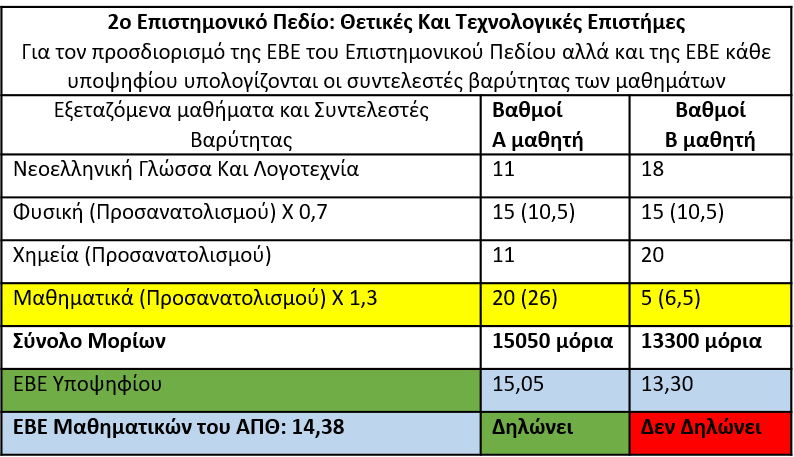 2ο Επιστημονικό Πεδίο: Θετικές Και Τεχνολογικές Επιστήμες
Για τον προσδιορισμό της ΕΒΕ του Επιστημονικού Πεδίου αλλά και της ΕΒΕ κάθε
υποψηφίου υπολογίζονται οι συντελεστές βαρύτητας των μαθημάτων
Εξεταζόμενα μαθήματα και Συντελεστές
Βαρύτητας
Βαθμοί
Α μαθητή
Βαθμοί
Β μαθητή
Νεοελληνική Γλώσσα Και Λογοτεχνία 11 18
Φυσική (Προσανατολισμού) Χ 0,7 15 (10,5) 15 (10,5)
Χημεία (Προσανατολισμού) 11 20
Μαθηματικά (Προσανατολισμού) Χ 1,3 20 (26) 5 (6,5)
Σύνολο Μορίων 15050 μόρια 13300 μόρια
ΕΒΕ Υποψηφίου 15,05 13,30
ΕΒΕ Μαθηματικών του ΑΠΘ: 14,38 Δηλώνει Δεν Δηλώνει